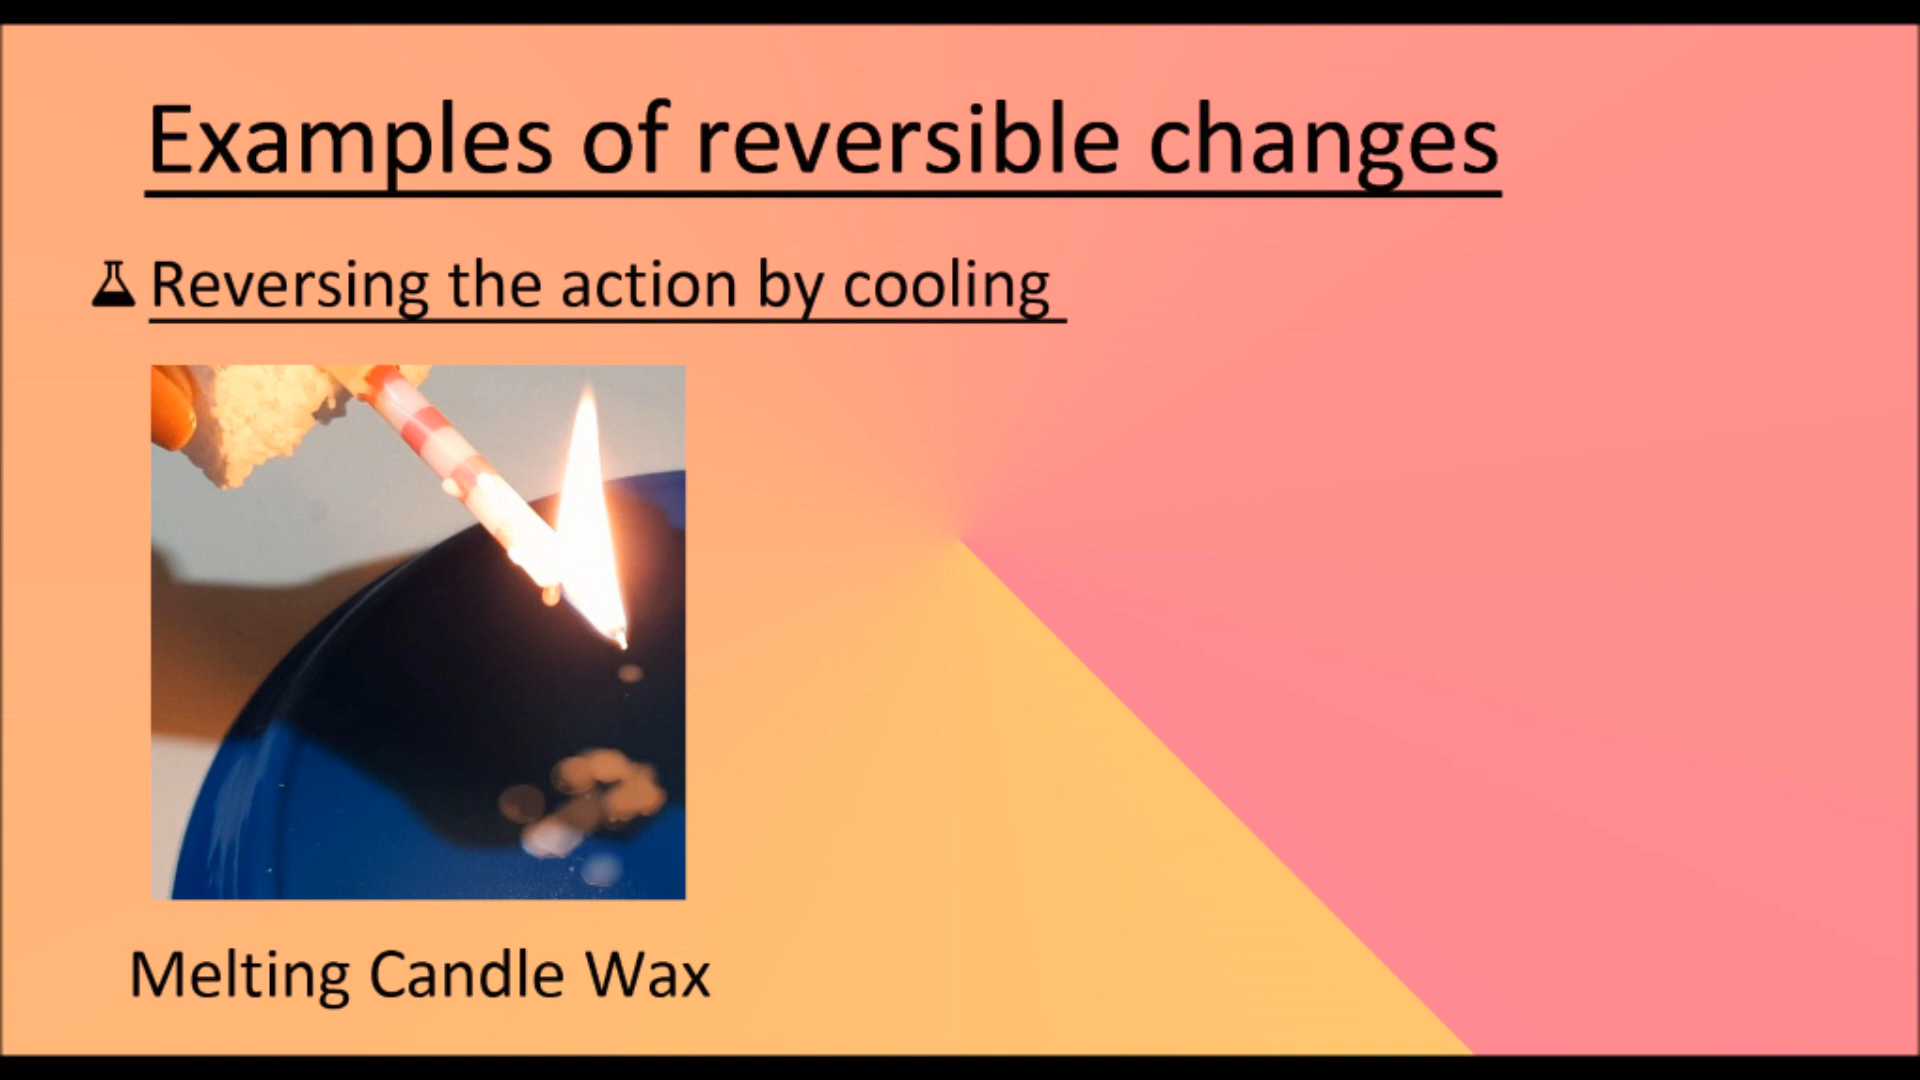 Examples of reversible changes
Reversing the action by cooling
Melting Candle Wax